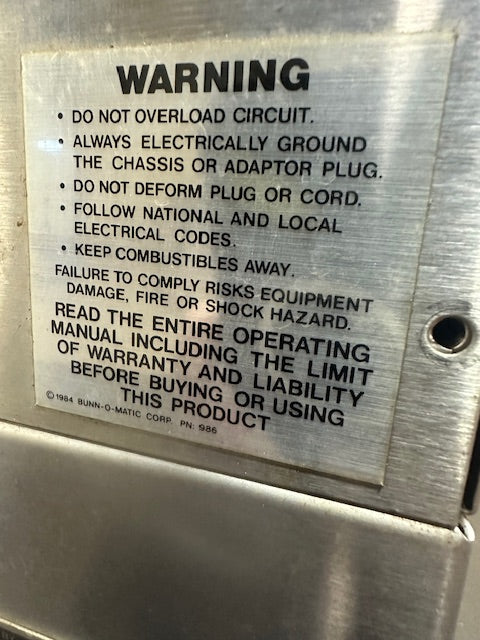 WARNING
• DO NOT OVERLOAD CIRCUIT.
• ALWAYS ELECTRICALLY GROUND
THE CHASSIS OR ADAPTOR PLUG.
• DO NOT DEFORM PLUG OR CORD.
• FOLLOW NATIONAL AND LOCAL
ELECTRICAL CODES.
• KEEP COMBUSTIBLES AWAY.
FAILURE TO COMPLY RISKS EQUIPMENT
DAMAGE, FIRE OR SHOCK HAZARD.
READ THE ENTIRE OPERATING
MANUAL INCLUDING THE LIMIT
OF WARRANTY AND LIABILITY
BEFORE BUYING OR USING
THIS PRODUCT
© 1984 BUNN-O-MATIC CORP. PN: 986